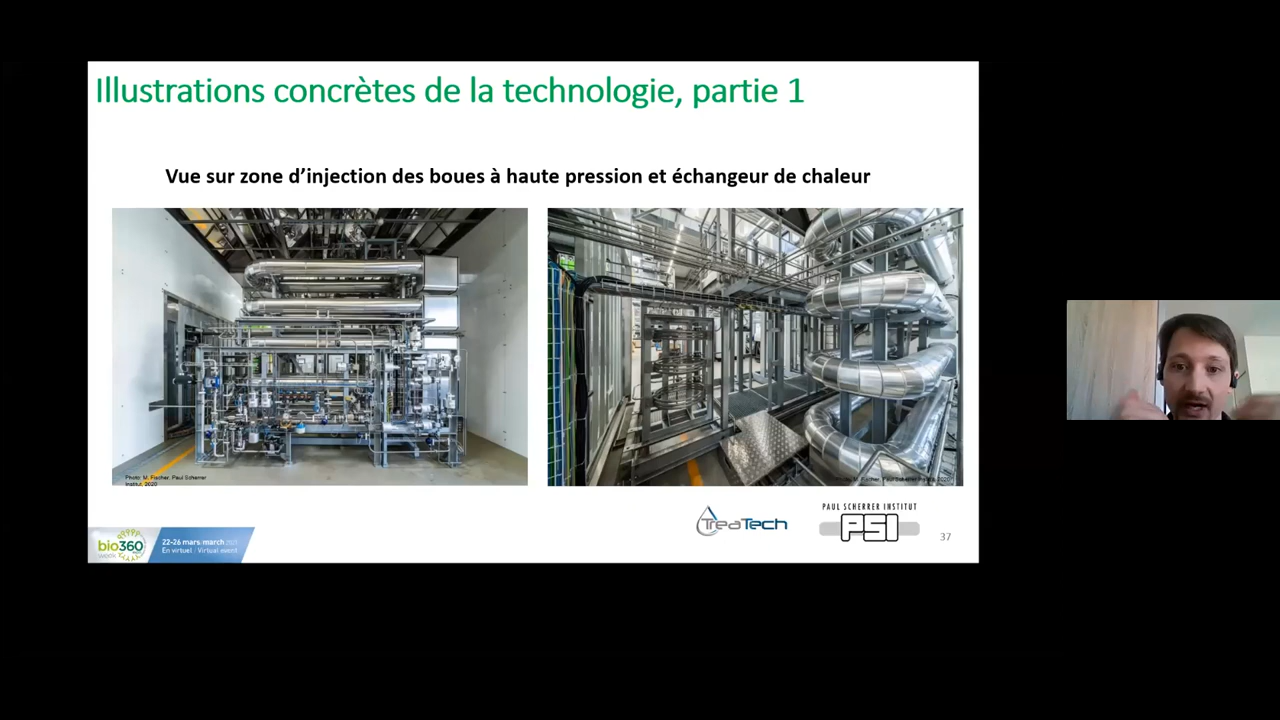 Illustrations concrètes de la technologie, partie 1
Vue sur zone d’injection des boues à haute pression et échangeur de chaleur
Photo: M. Fischer, Paul Scherrer
Institut, 2020
TreaTech
PAUL SCHERRER INSTITUT
PSI
37
bio360
week
22-26 mars/march
En virtuel / Virtual event